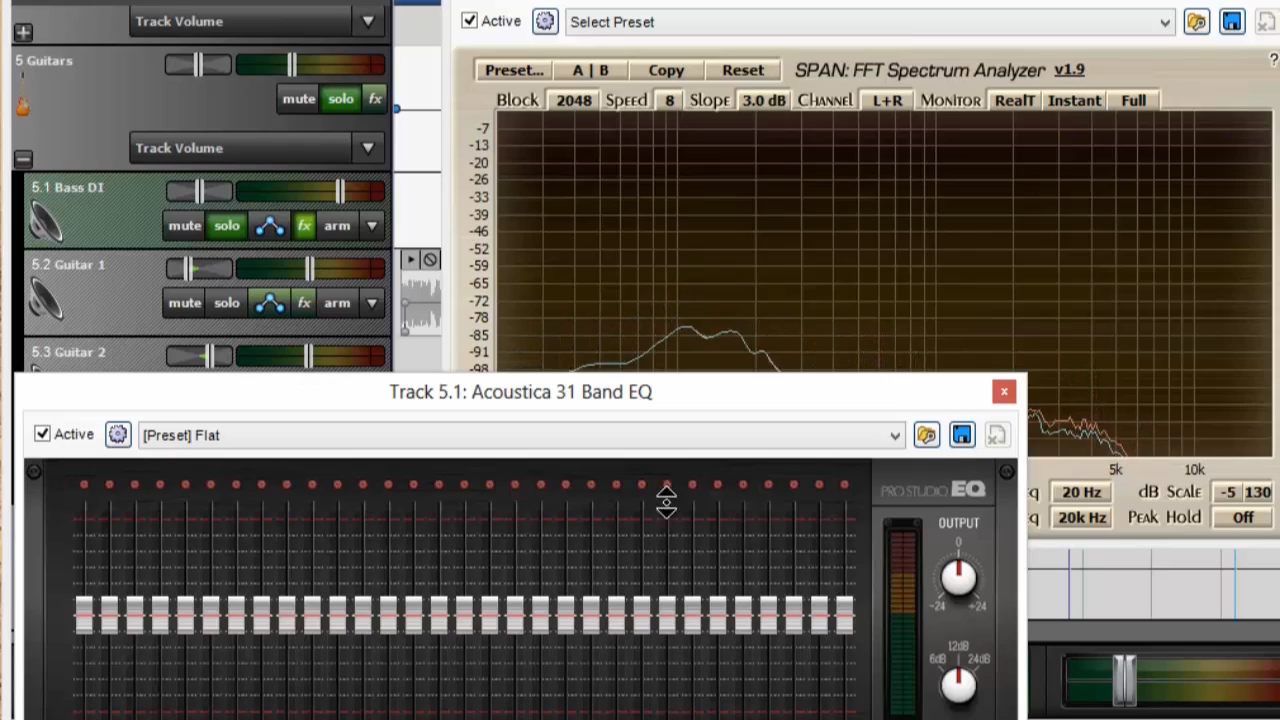 Track Volume
5 Guitars
mute solo fx
Track Volume
5.1 Bass DI
mute solo fx arm
5.2 Guitar 1
mute solo fx arm
5.3 Guitar 2
Active
Select Preset
Preset... A | B Copy Reset SPAN: FFT Spectrum Analyzer v1.9
?
Block 2048 Speed 8 Slope 3.0 dB Channel L+R Monitor RealT Instant Full
-7
-13
-20
-26
-33
-39
-46
-52
-59
-65
-72
-78
-85
-91
-98
5k 10k
q 20 Hz dB Scale -5 130
q 20k Hz Peak Hold Off
Track 5.1: Acoustica 31 Band EQ
x
Active
[Preset] Flat
PRO STUDIO EQ
OUTPUT
0
-24 +24
12dB
6dB 24dB